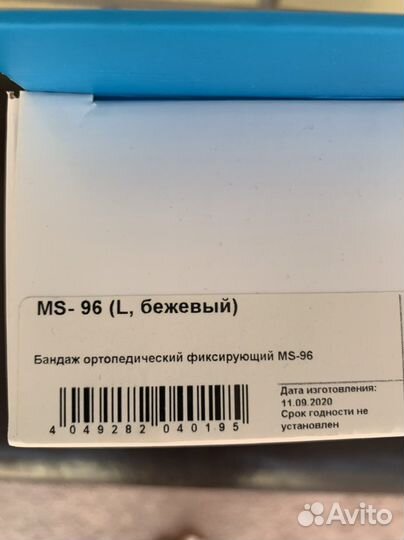 MS- 96 (L, бежевый)
Бандаж ортопедический фиксирующий MS-96
4 049282 040195
Дата изготовления:
11.09.2020
Срок годности не
установлен
Avito